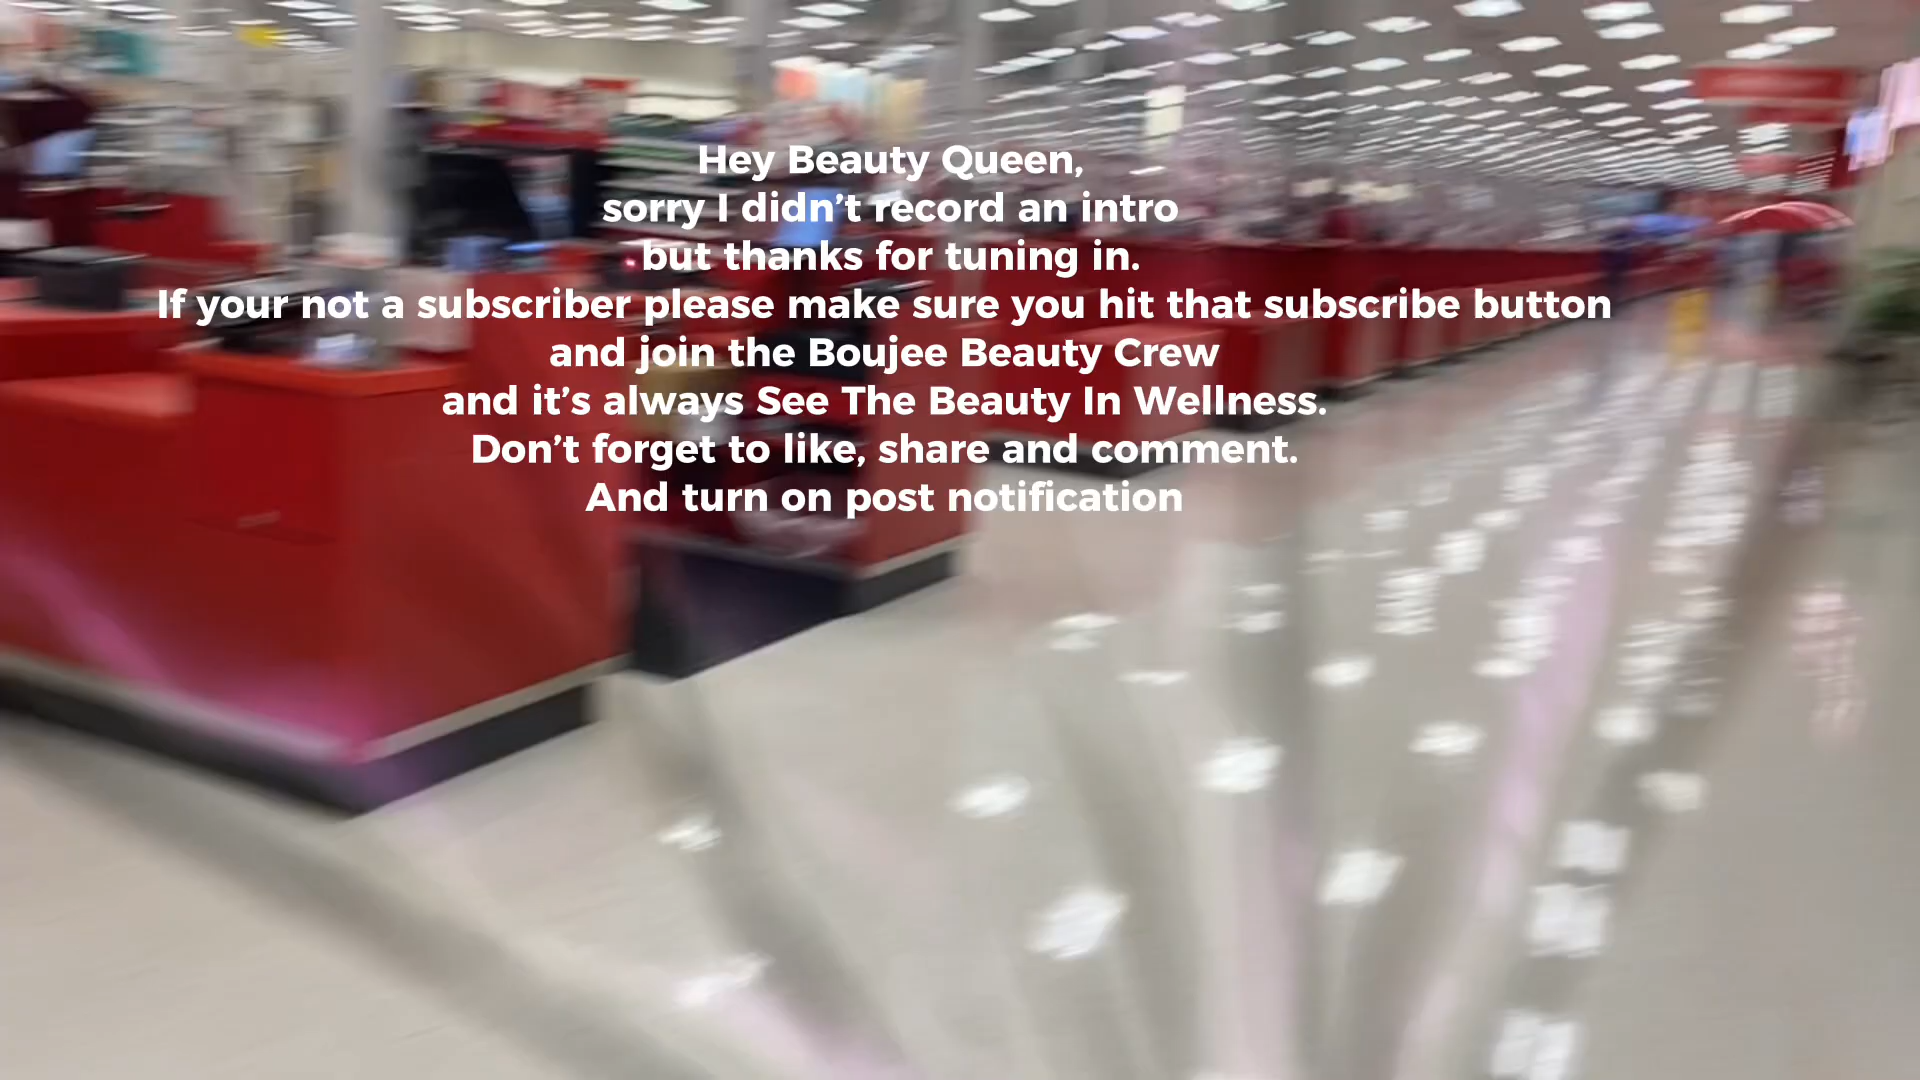 Hey Beauty Queen,
sorry I didn’t record an intro
but thanks for tuning in.
If your not a subscriber please make sure you hit that subscribe button
and join the Boujee Beauty Crew
and it’s always See The Beauty In Wellness.
Don’t forget to like, share and comment.
And turn on post notification